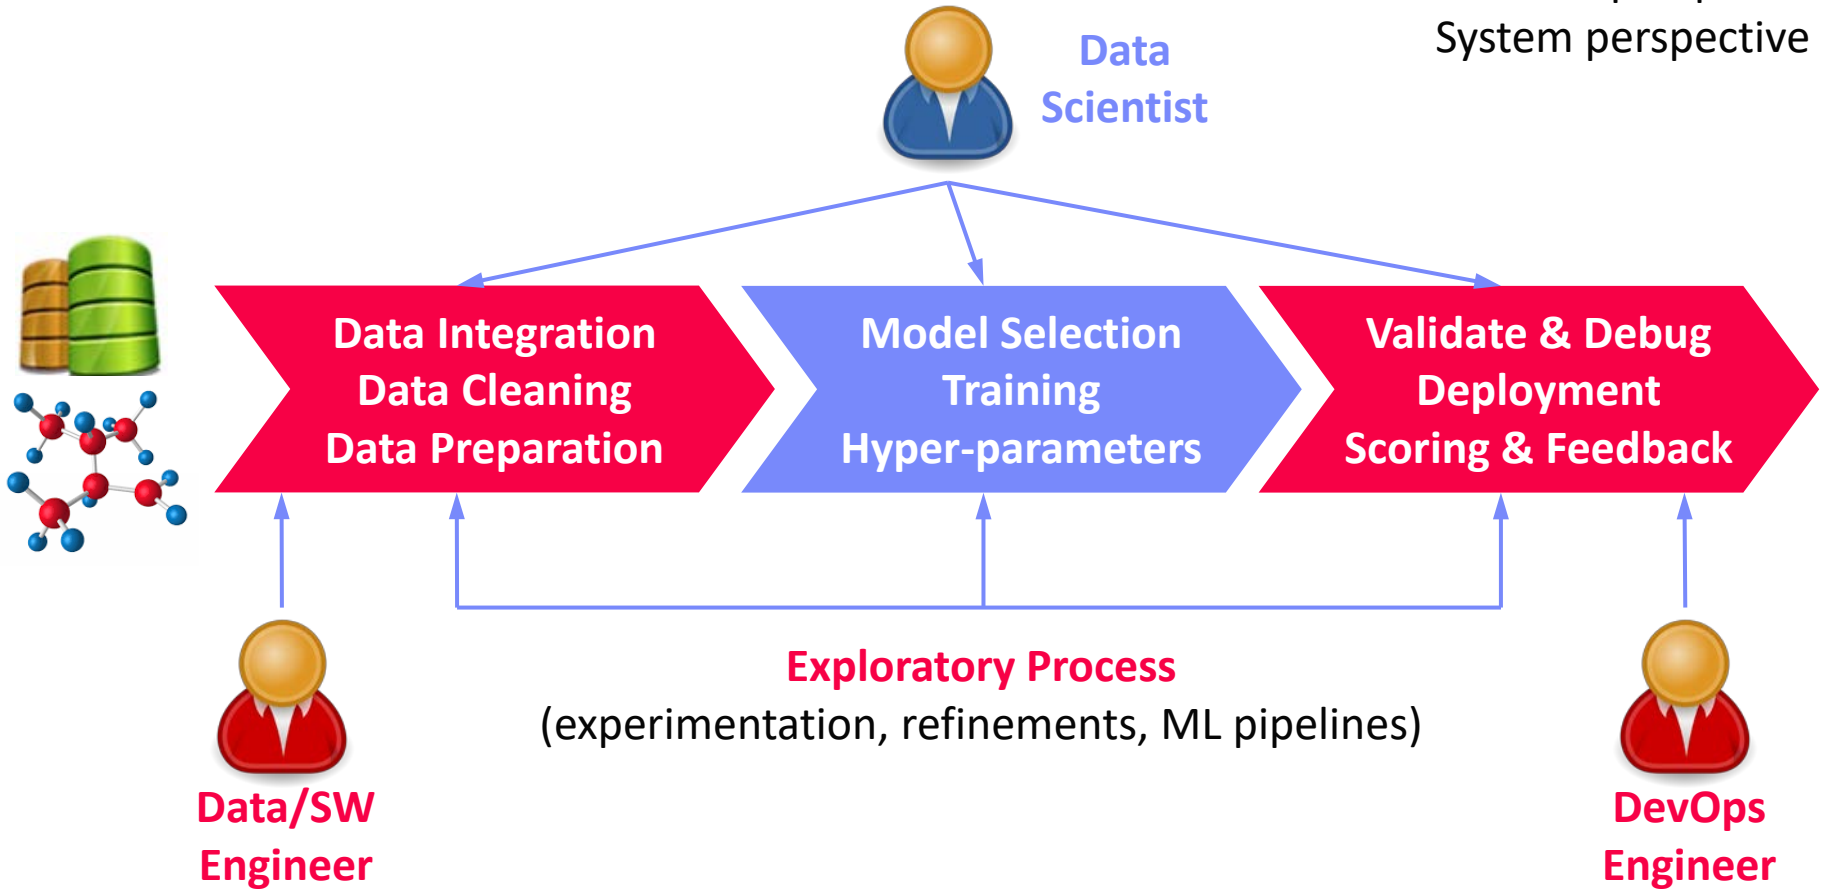 System perspective
Data
Scientist
Data Integration
Data Cleaning
Data Preparation
Model Selection
Training
Hyper-parameters
Validate & Debug
Deployment
Scoring & Feedback
Exploratory Process
(experimentation, refinements, ML pipelines)
Data/SW
Engineer
DevOps
Engineer